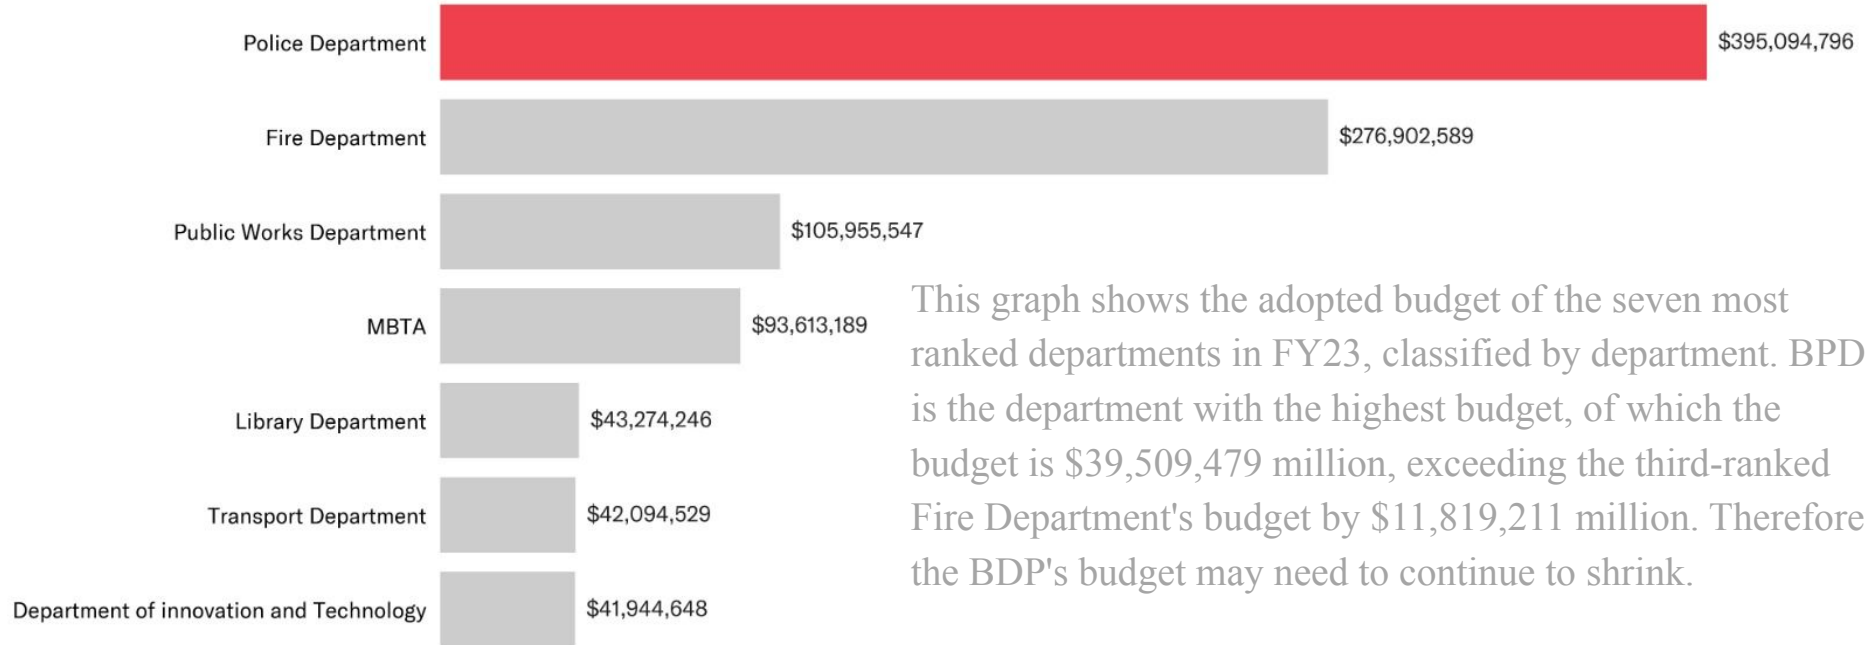 Police Department $395,094,796
Fire Department $276,902,589
Public Works Department $105,955,547
MBTA $93,613,189
Library Department $43,274,246
Transport Department $42,094,529
Department of innovation and Technology $41,944,648
This graph shows the adopted budget of the seven most
ranked departments in FY23, classified by department. BPD
is the department with the highest budget, of which the
budget is $39,509,479 million, exceeding the third-ranked
Fire Department's budget by $11,819,211 million. Therefore
the BDP's budget may need to continue to shrink.